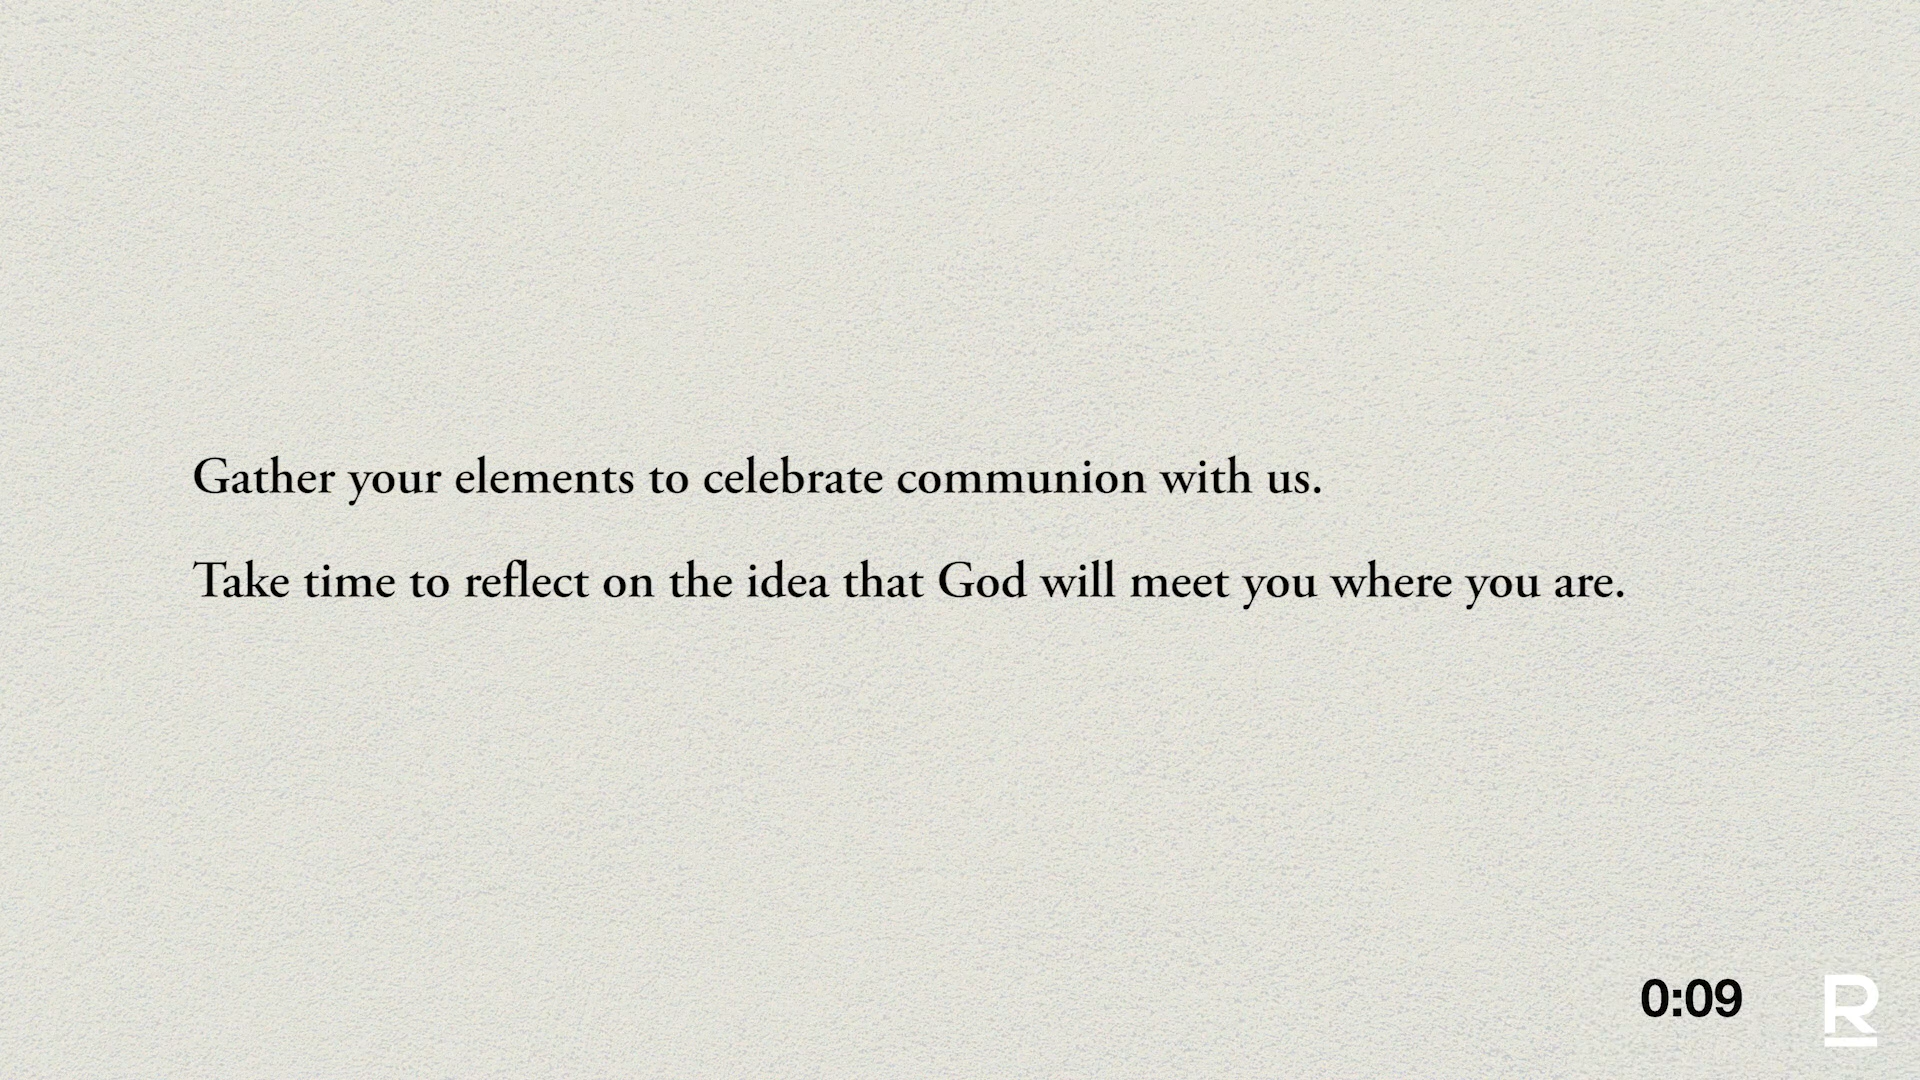 Gather your elements to celebrate communion with us.
Take time to reflect on the idea that God will meet you where you are.
0:09
R